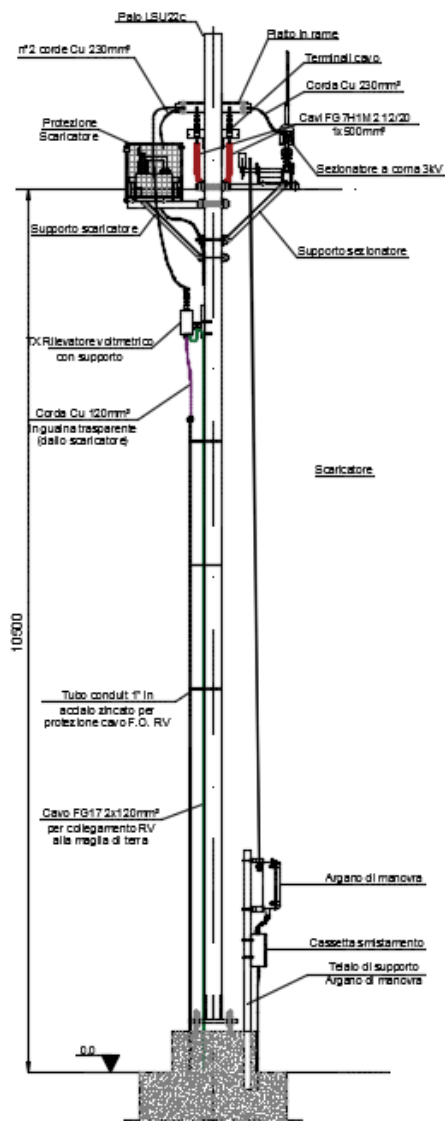 Palo LSU22c
n°2 corde Cu 230mm²
Piatto in rame
Terminali cavo
Corda Cu 230mm²
Protezione
Scaricatore
Cavi FG7H1M2 12/20
1x500mm²
Sezionatore a corna 3kV
Supporto scaricatore
Supporto sezionatore
TX Rilevatore voltmetrico
con supporto
Corda Cu 120mm²
in guaina trasparente
(dallo scaricatore)
Scaricatore
10500
Tubo conduit 1" in
acciaio zincato per
protezione cavo F.O. RV
Cavo FG17 2x120mm²
per collegamento RV
alla maglia di terra
Argano di manovra
Cassetta smistamento
Telaio di supporto
Argano di manovra
0.0